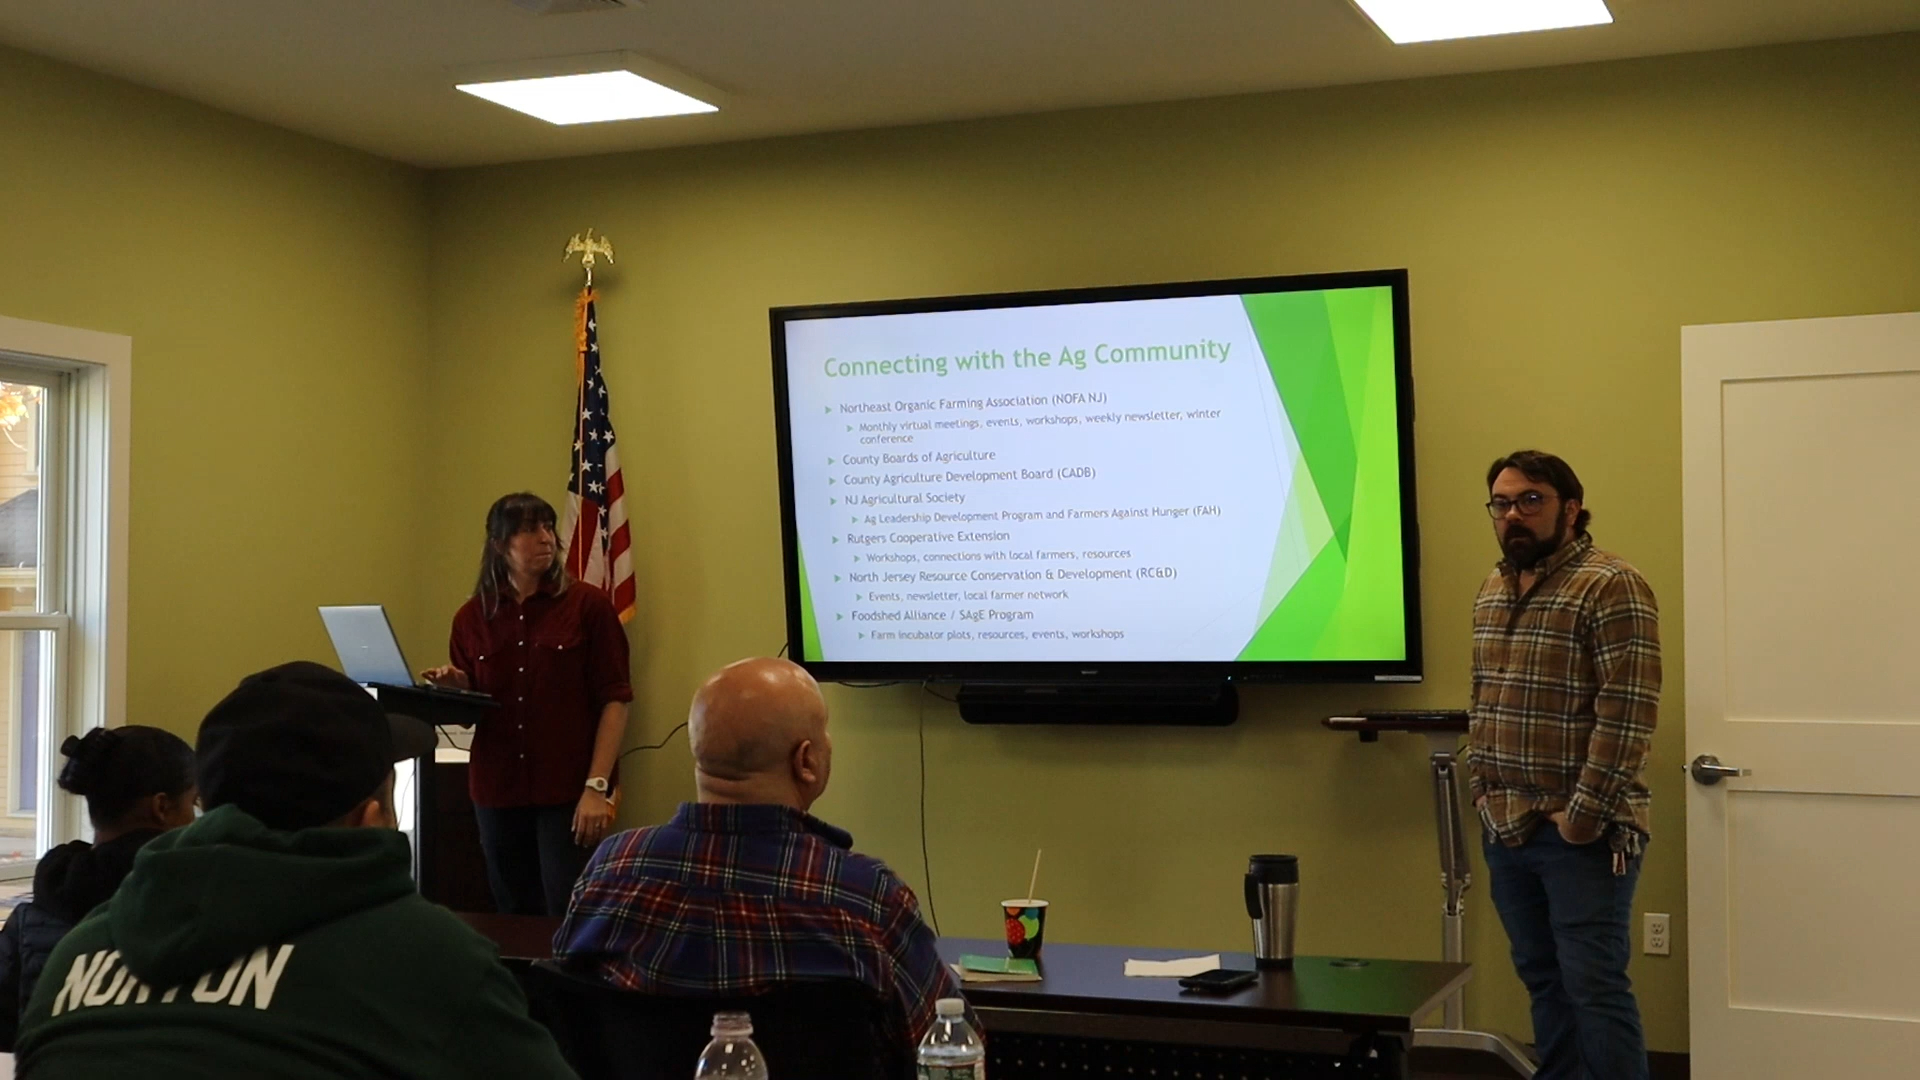 Connecting with the Ag Community
Northeast Organic Farming Association (NOFA NJ)
Monthly virtual meetings, events, workshops, weekly newsletter, winter
conference
County Boards of Agriculture
County Agriculture Development Board (CADB)
NJ Agricultural Society
Ag Leadership Development Program and Farmers Against Hunger (FAH)
Rutgers Cooperative Extension
Workshops, connections with local farmers, resources
North Jersey Resource Conservation & Development (RC&D)
Events, newsletter, local farmer network
Foodshed Alliance / SAgE Program
Farm incubator plots, resources, events, workshops
NORTON